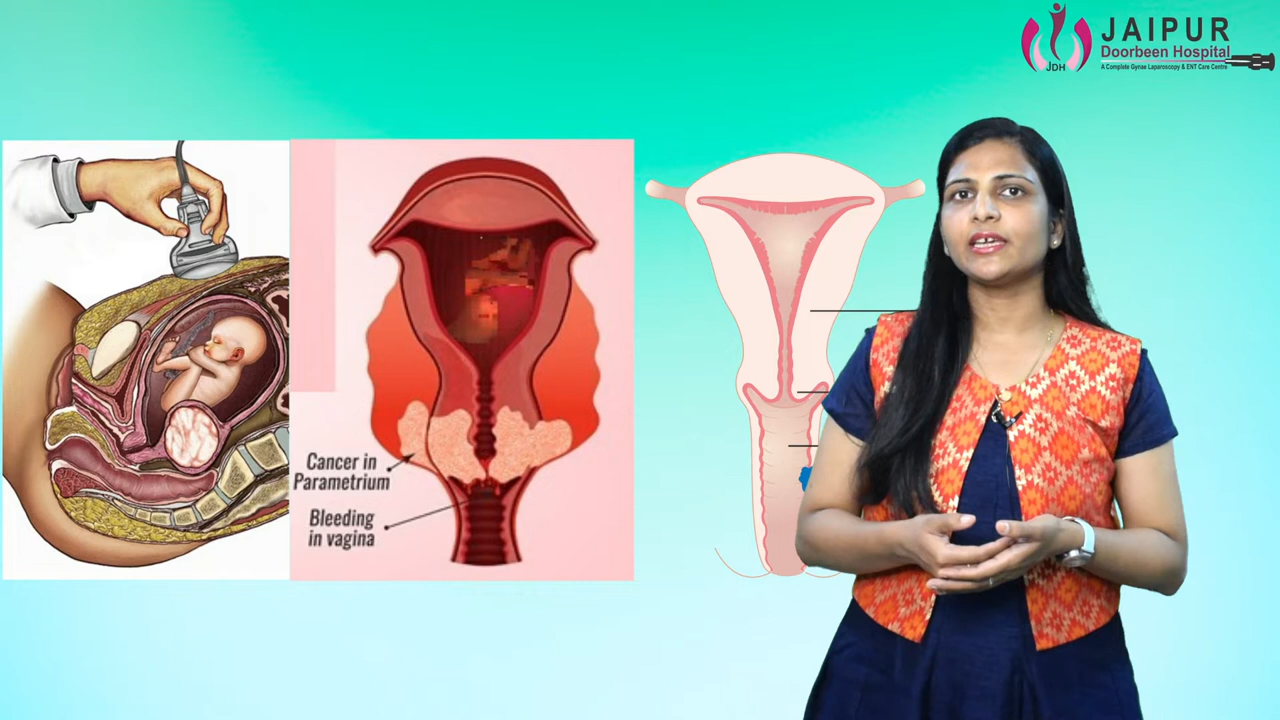 JAIPUR
Doorbeen Hospital
A Complete Gynae Laparoscopy & ENT Care Centre
JDH
Cancer in
Parametrium
Bleeding
in vagina